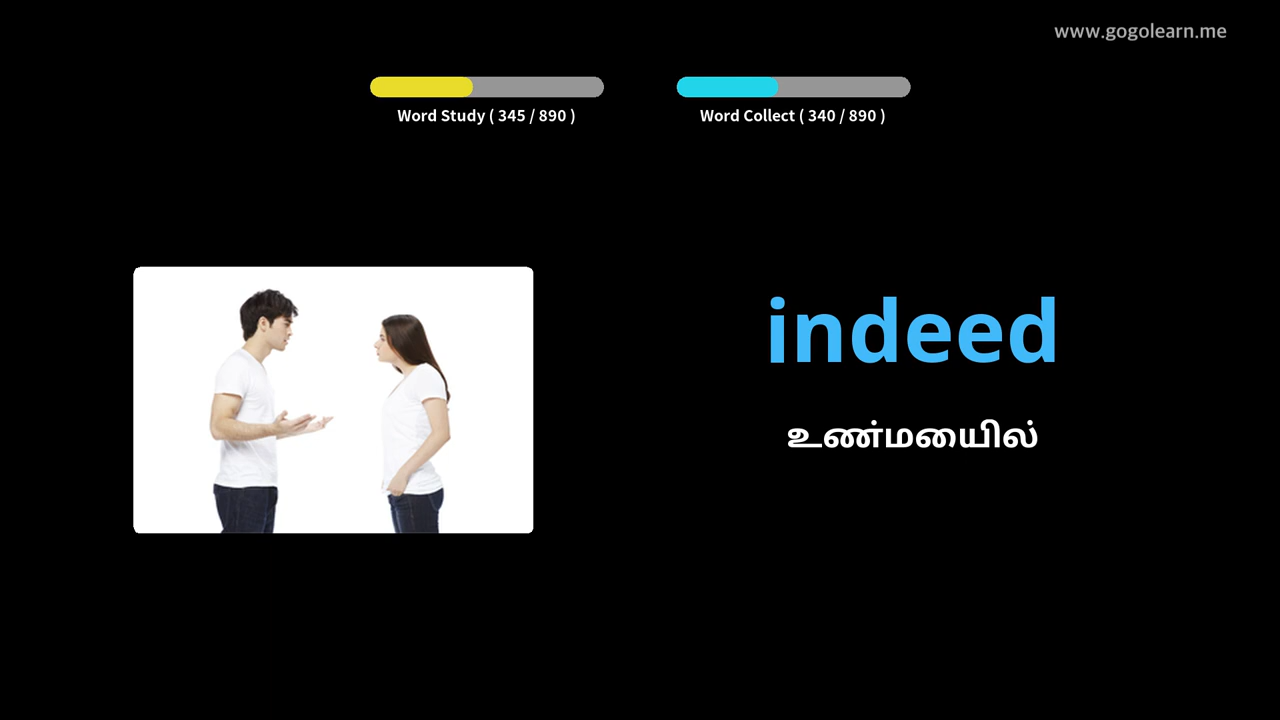 www.gogolearn.me
Word Study ( 345 / 890 )
Word Collect ( 340 / 890 )
indeed
உண்மையில்